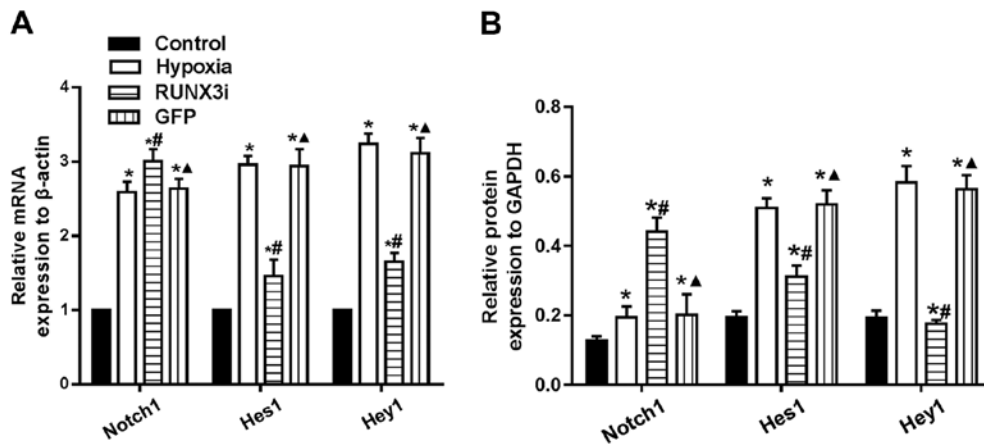 A
Control
Hypoxia
RUNX3i
GFP
Relative mRNA
expression to β-actin
4
3
2
1
0
*
*#
*▲
*
*#
*▲
*
*#
*▲
Notch1
Hes1
Hey1
B
Relative protein
expression to GAPDH
0.8
0.6
0.4
0.2
0.0
*
*#
*▲
*
*#
*▲
*
*#
*▲
Notch1
Hes1
Hey1